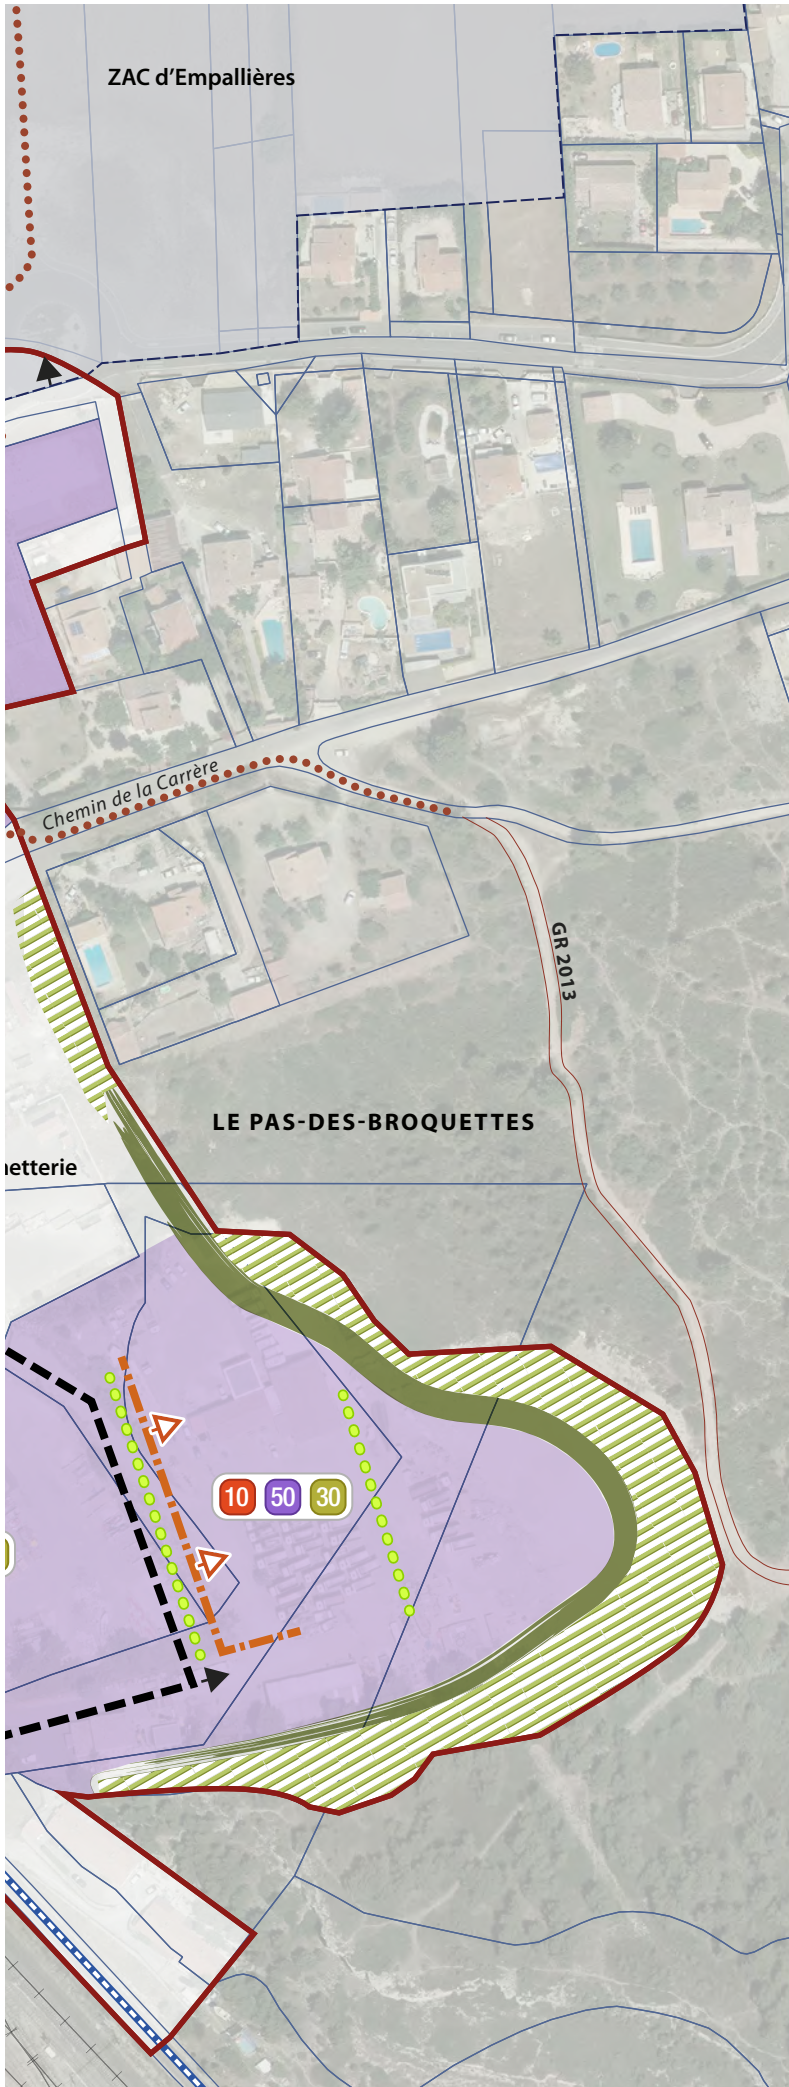 ZAC d'Empallières
Chemin de la Carrère
GR 2013
LE PAS-DES-BROQUETTES
hetterie
10 50 30